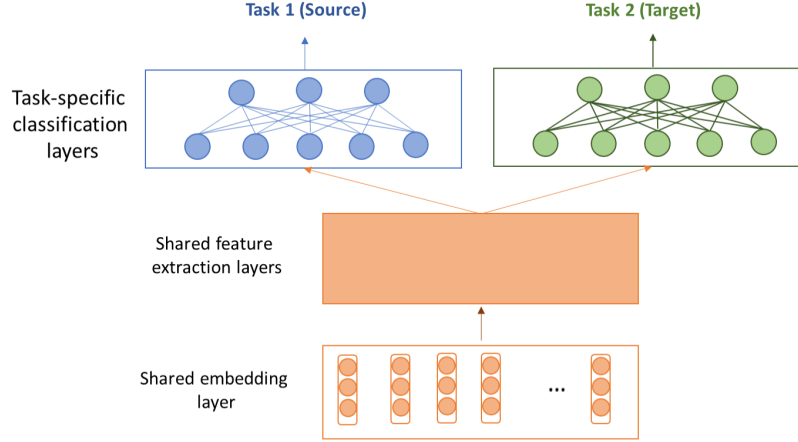 Task 1 (Source)
Task 2 (Target)
Task-specific
classification
layers
Shared feature
extraction layers
Shared embedding
layer
...